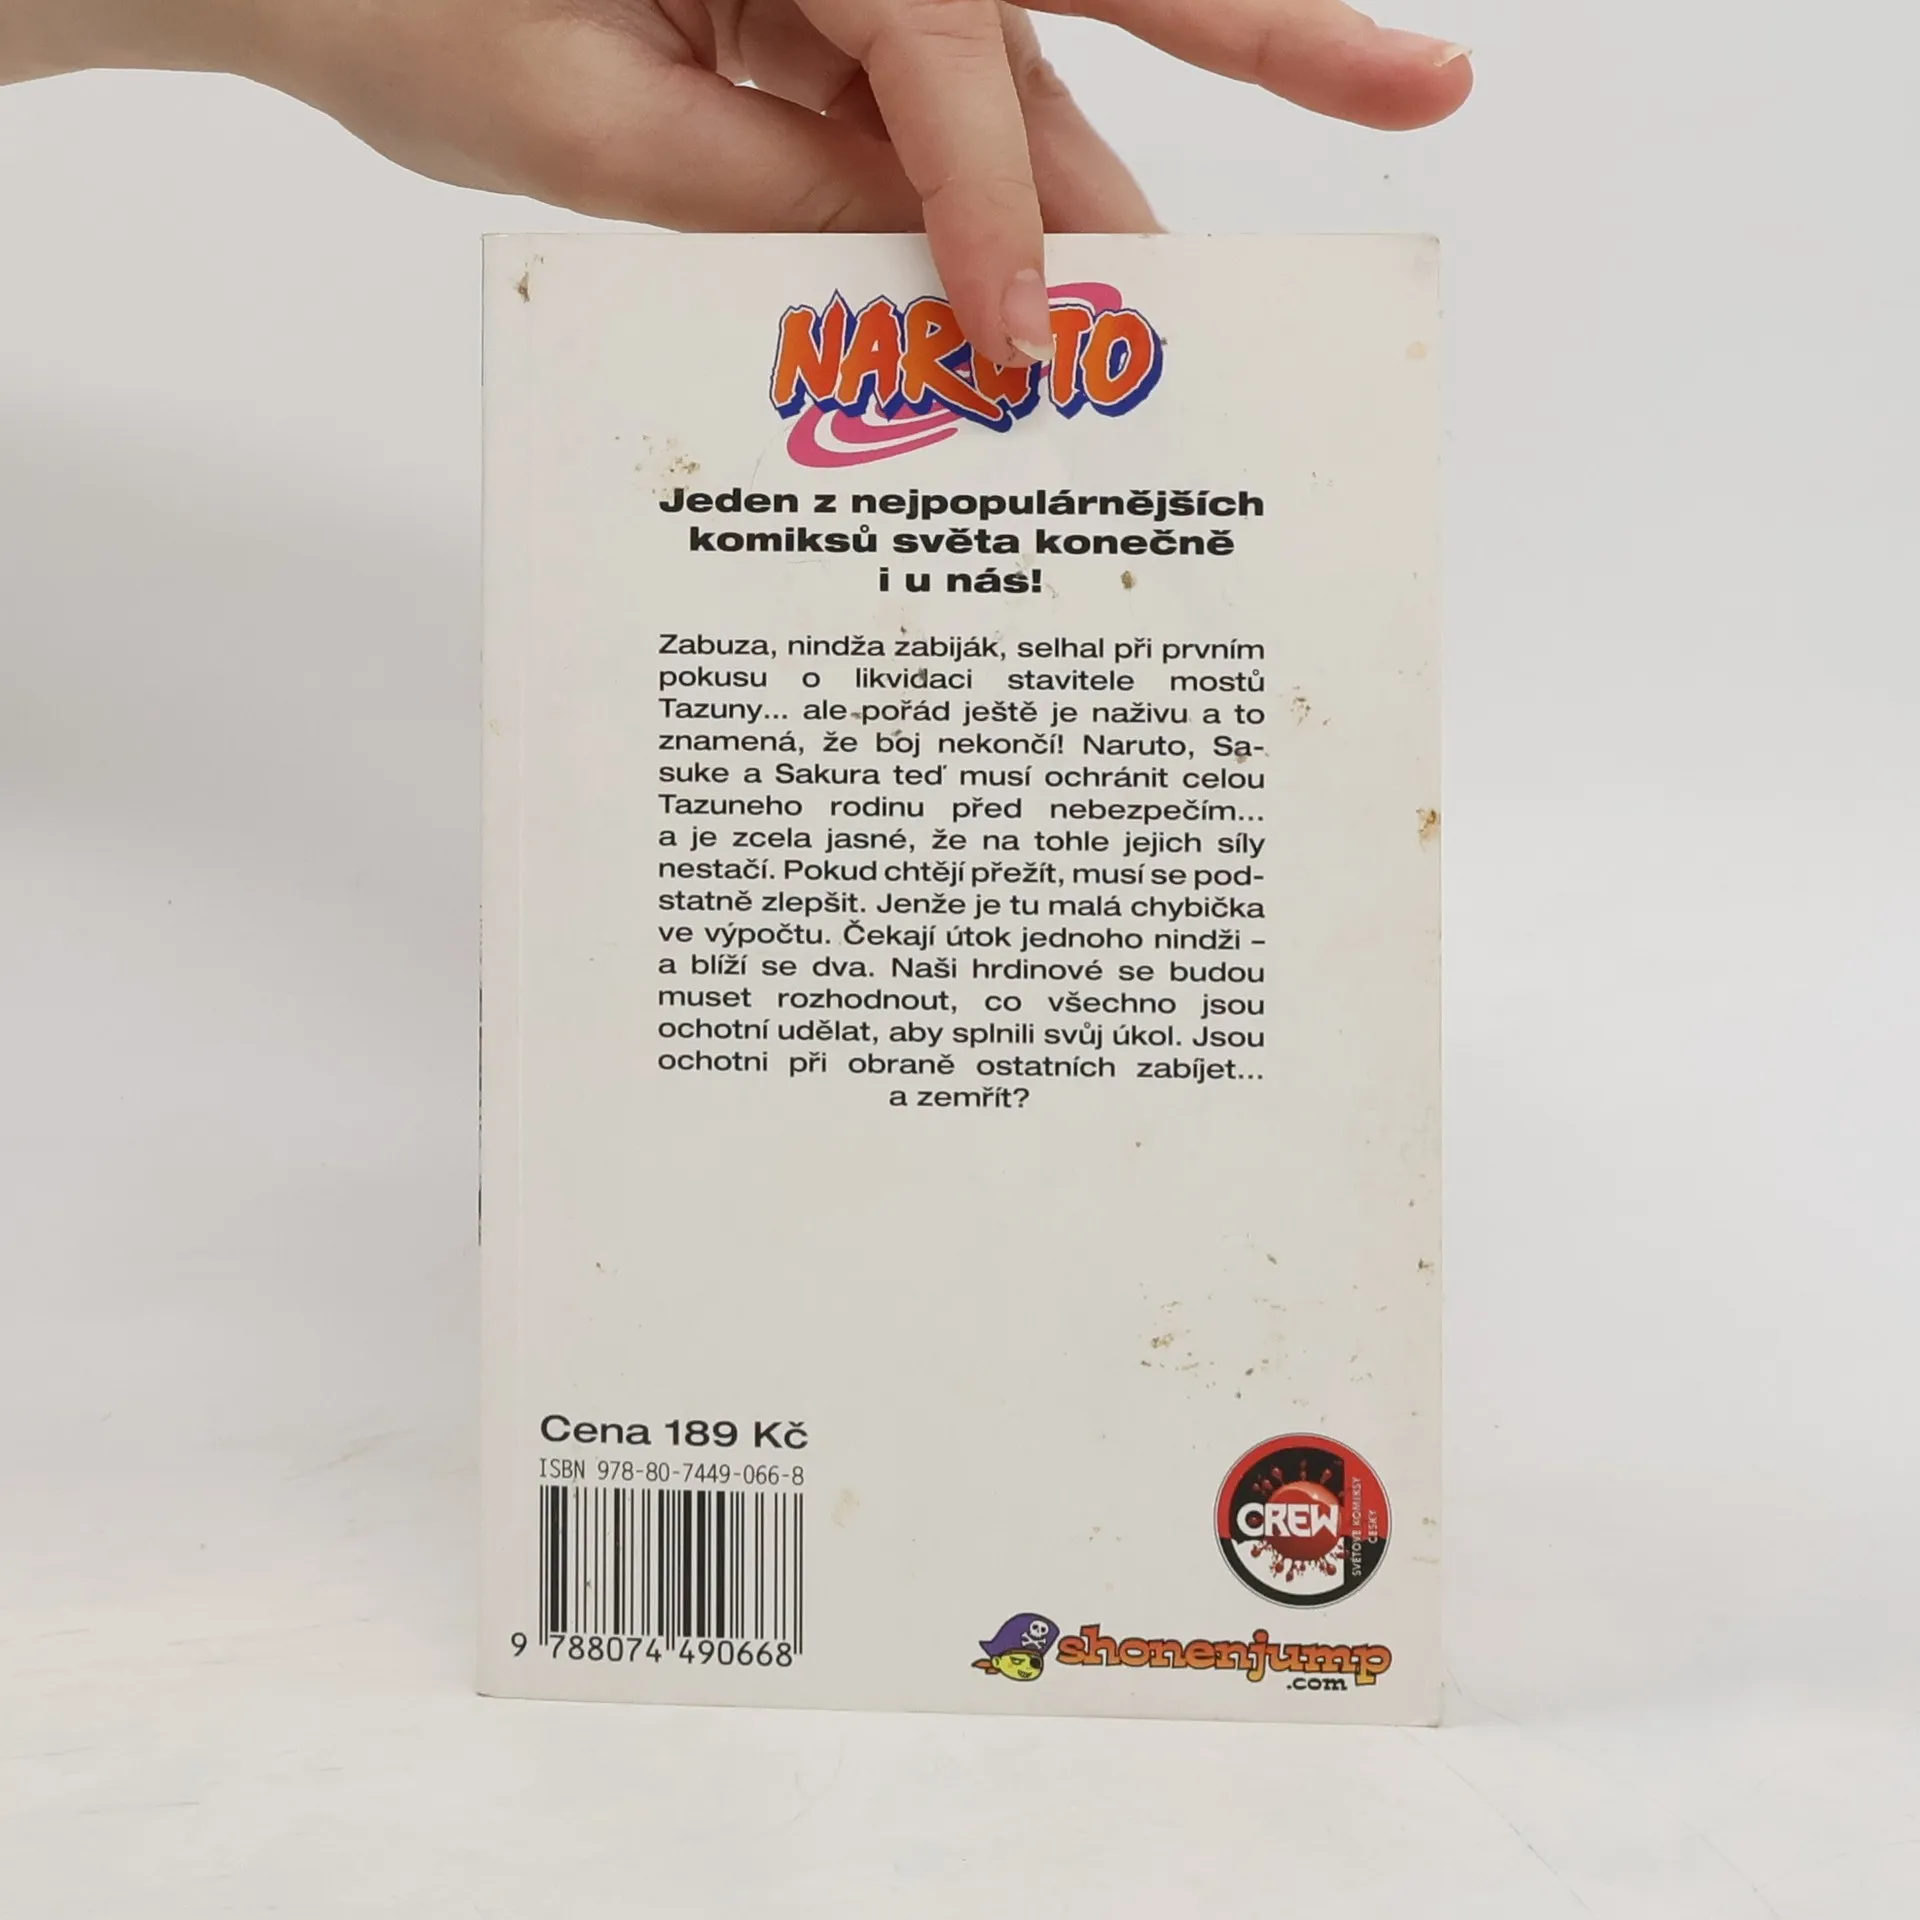 NARUTO
Jeden z nejpopulárnějších
komiksů světa konečně
i u nás!
Zabuza, nindža zabiják, selhal při prvním
pokusu o likvidaci stavitele mostů
Tazuny... ale pořád ještě je naživu a to
znamená, že boj nekončí! Naruto, Sa-
suke a Sakura teď musí ochránit celou
Tazuneho rodinu před nebezpečím...
a je zcela jasné, že na tohle jejich síly
nestačí. Pokud chtějí přežít, musí se pod-
statně zlepšit. Jenže je tu malá chybička
ve výpočtu. Čekají útok jednoho nindži –
a blíží se dva. Naši hrdinové se budou
muset rozhodnout, co všechno jsou
ochotní udělat, aby splnili svůj úkol. Jsou
ochotni při obraně ostatních zabíjet...
a zemřít?
Cena 189 Kč
ISBN 978-80-7449-066-8
9 788074 490668
CREW
SVĚTOVÉ KOMIKSY
ČESKY
shonenjump
.com